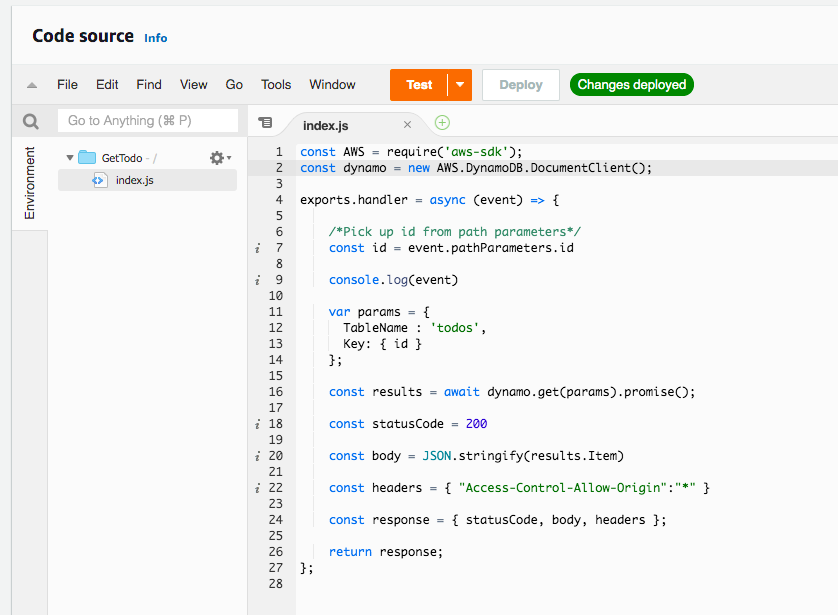 Code source Info
File Edit Find View Go Tools Window Test Deploy Changes deployed
Go to Anything (⌘ P)
index.js
Environment
GetTodo - /
index.js
1 const AWS = require('aws-sdk');
2 const dynamo = new AWS.DynamoDB.DocumentClient();
3
4 exports.handler = async (event) => {
5
6 /*Pick up id from path parameters*/
i 7 const id = event.pathParameters.id
8
i 9 console.log(event)
10
11 var params = {
12 TableName : 'todos',
13 Key: { id }
14 };
15
16 const results = await dynamo.get(params).promise();
17
i 18 const statusCode = 200
19
i 20 const body = JSON.stringify(results.Item)
21
i 22 const headers = { "Access-Control-Allow-Origin":"*" }
23
24 const response = { statusCode, body, headers };
25
26 return response;
27 };
28